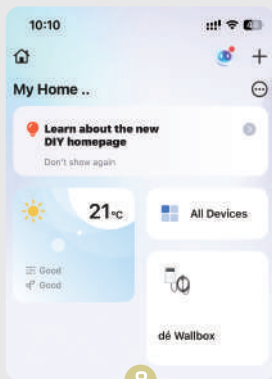 10:10
My Home ..
Learn about the new
DIY homepage
Don't show again
21°C
All Devices
Good
Good
dé Wallbox